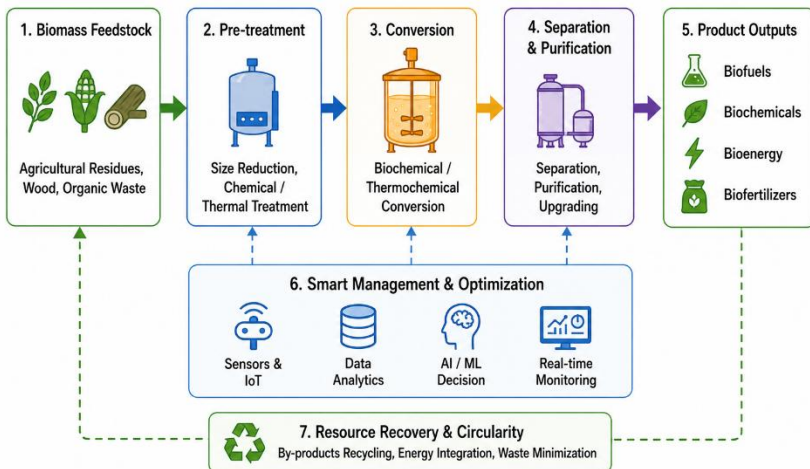 1. Biomass Feedstock
Agricultural Residues,
Wood, Organic Waste
2. Pre-treatment
Size Reduction,
Chemical /
Thermal Treatment
3. Conversion
Biochemical /
Thermochemical
Conversion
4. Separation
& Purification
Separation,
Purification,
Upgrading
5. Product Outputs
Biofuels
Biochemicals
Bioenergy
Biofertilizers
6. Smart Management & Optimization
Sensors &
IoT
Data
Analytics
AI / ML
Decision
Real-time
Monitoring
7. Resource Recovery & Circularity
By-products Recycling, Energy Integration, Waste Minimization